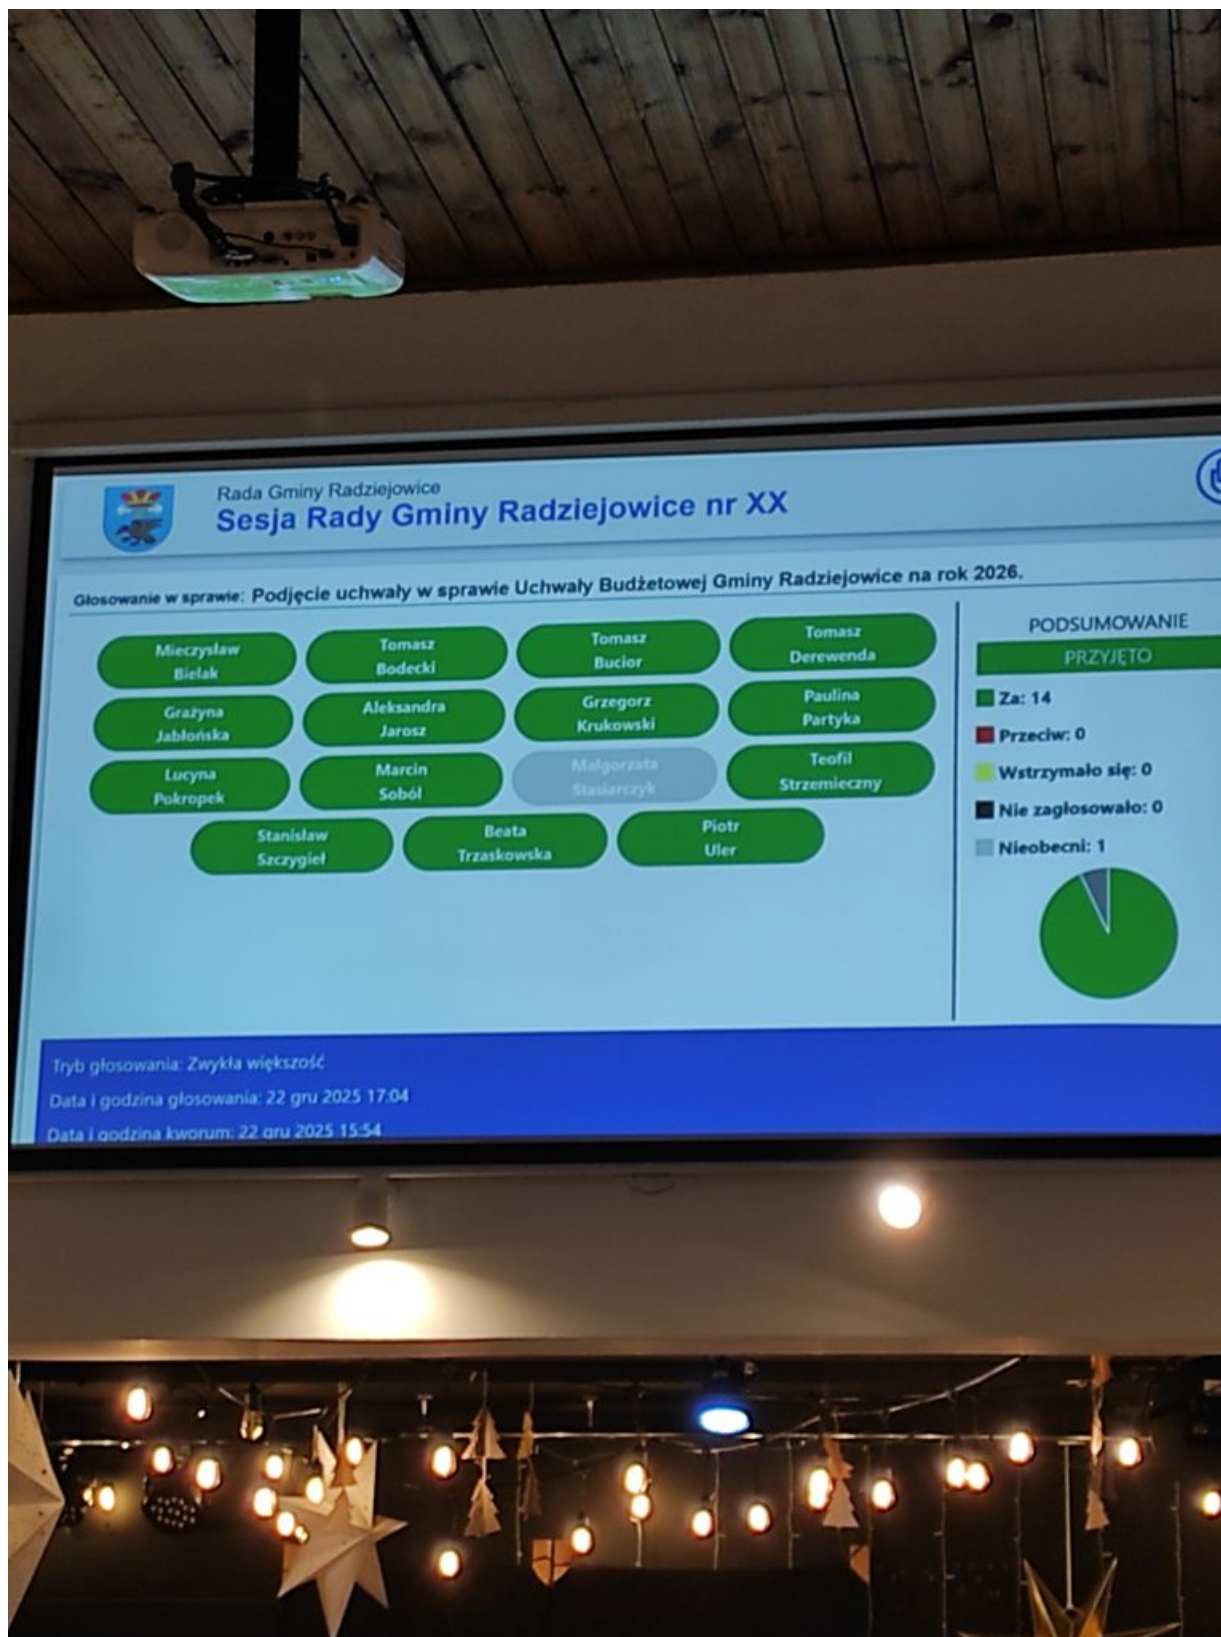 Rada Gminy Radziejowice
Sesja Rady Gminy Radziejowice nr XX
Głosowanie w sprawie: Podjęcie uchwały w sprawie Uchwały Budżetowej Gminy Radziejowice na rok 2026.
Mieczysław
Bielak
Tomasz
Bodecki
Tomasz
Bucior
Tomasz
Derewenda
Grażyna
Jabłońska
Aleksandra
Jarosz
Grzegorz
Krukowski
Paulina
Partyka
Lucyna
Pokropek
Marcin
Soból
Małgorzata
Stasiarczyk
Teofil
Strzemieczny
Stanisław
Szczygieł
Beata
Trzaskowska
Piotr
Uler
PODSUMOWANIE
PRZYJĘTO
Za: 14
Przeciw: 0
Wstrzymało się: 0
Nie zagłosowało: 0
Nieobecni: 1
Tryb głosowania: Zwykła większość
Data i godzina głosowania: 22 gru 2025 17:04
Data i godzina kworum: 22 gru 2025 15:54